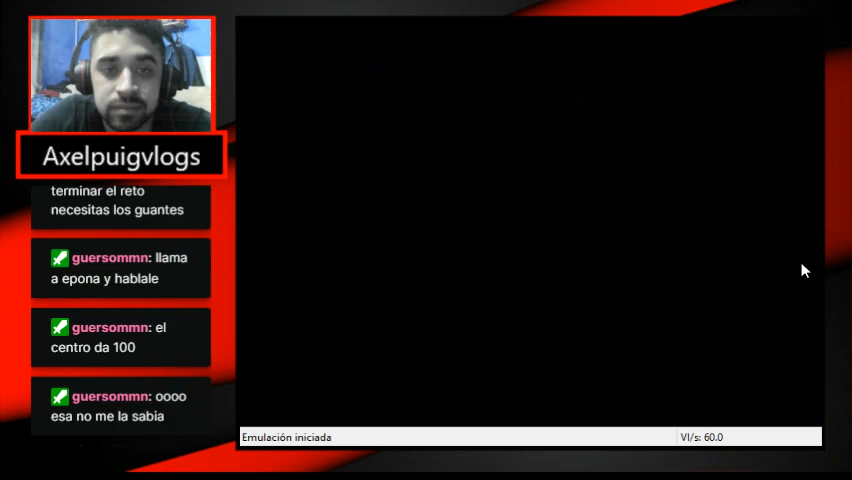 Axelpuigvlogs
terminar el reto
necesitas los guantes
guersommn: llama
a epona y hablale
guersommn: el
centro da 100
guersommn: oooo
esa no me la sabia
Emulación iniciada
VI/s: 60.0